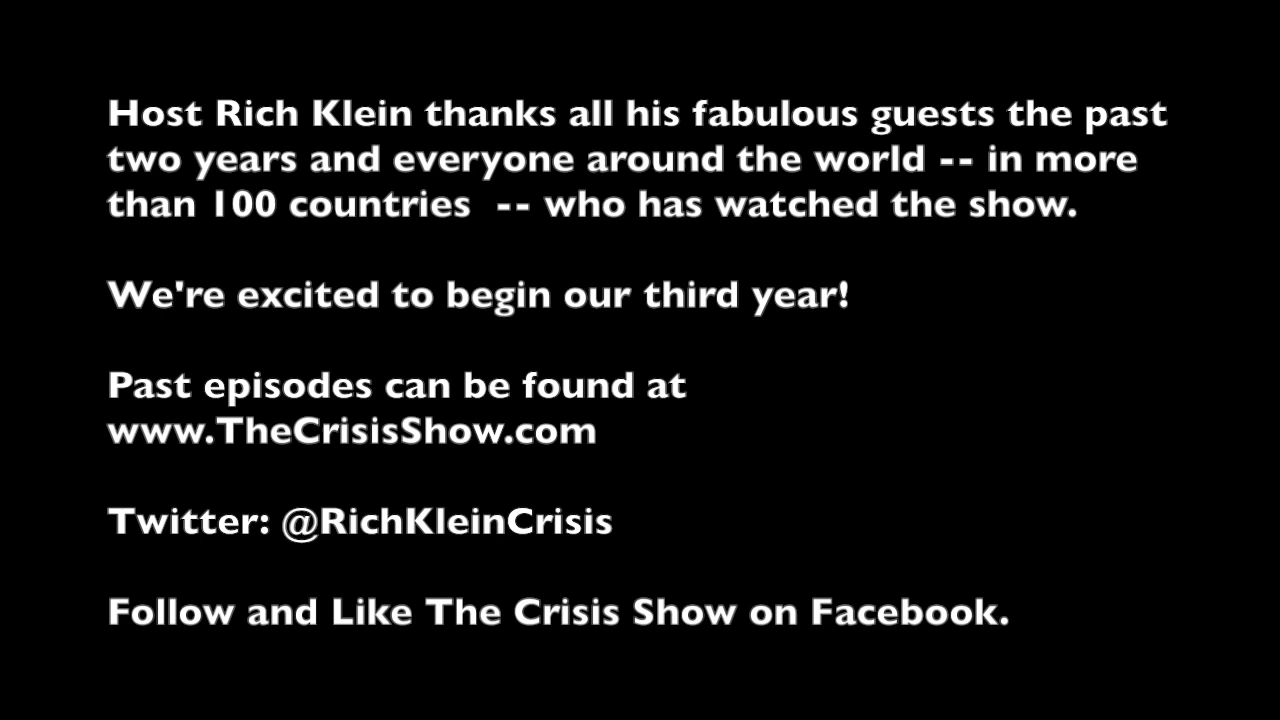 Host Rich Klein thanks all his fabulous guests the past
two years and everyone around the world -- in more
than 100 countries  -- who has watched the show.
We're excited to begin our third year!
Past episodes can be found at
www.TheCrisisShow.com
Twitter: @RichKleinCrisis
Follow and Like The Crisis Show on Facebook.